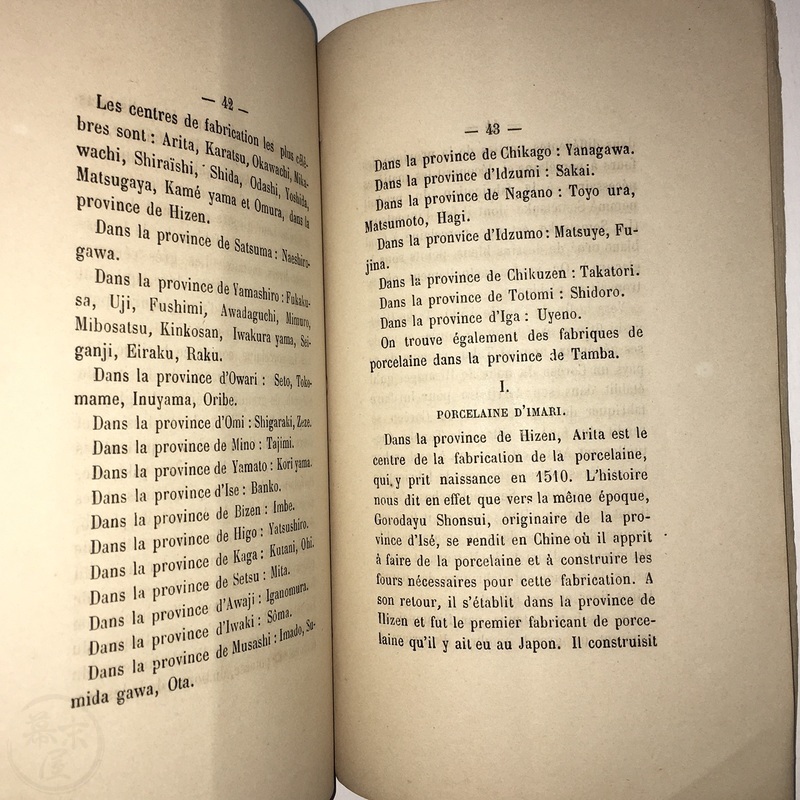 — 42 —
Les centres de fabrication les plus célè-
bres sont : Arita, Karatsu, Okawachi, Mika-
wachi, Shiraïshi, Shida, Odashi, Yoshida,
Matsugaya, Kamé yama et Omura, dans la
province de Hizen.
Dans la province de Satsuma : Naeshiro-
gawa.
Dans la province de Yamashiro : Fukaku-
sa, Uji, Fushimi, Awadaguchi, Mimuro,
Mibosatsu, Kinkosan, Iwakura yama, Sei-
ganji, Eiraku, Raku.
Dans la province d'Owari : Seto, Toko-
mame, Inuyama, Oribe.
Dans la province d'Omi : Shigaraki, Zeze.
Dans la province de Mino : Tajimi.
Dans la province de Yamato : Kori yama.
Dans la province d'Ise : Banko.
Dans la province de Bizen : Imbe.
Dans la province de Higo : Yatsushiro.
Dans la province de Kaga : Kutani, Ohi.
Dans la province de Setsu : Mita.
Dans la province d'Awaji : Iganomura.
Dans la province d'Iwaki : Sôma.
Dans la province de Musashi : Imado, Su-
mida gawa, Ota.
— 43 —
Dans la province de Chikago : Yanagawa.
Dans la province d'Idzumi : Sakai.
Dans la province de Nagano : Toyo ura,
Matsumoto, Hagi.
Dans la pronvice d'Idzumo : Matsuye, Fu-
jina.
Dans la province de Chikuzen : Takatori.
Dans la province de Totomi : Shidoro.
Dans la province d'Iga : Uyeno.
On trouve également des fabriques de
porcelaine dans la province de Tamba.
I.
PORCELAINE D'IMARI.
Dans la province de Hizen, Arita est le
centre de la fabrication de la porcelaine,
qui, y prit naissance en 1510. L'histoire
nous dit en effet que vers la même époque,
Gorodayu Shonsui, originaire de la pro-
vince d'Isé, se rendit en Chine où il apprit
à faire de la porcelaine et à construire les
fours nécessaires pour cette fabrication. A
son retour, il s'établit dans la province de
Hizen et fut le premier fabricant de porce-
laine qu'il y ait eu au Japon. Il construisit
幕末屋